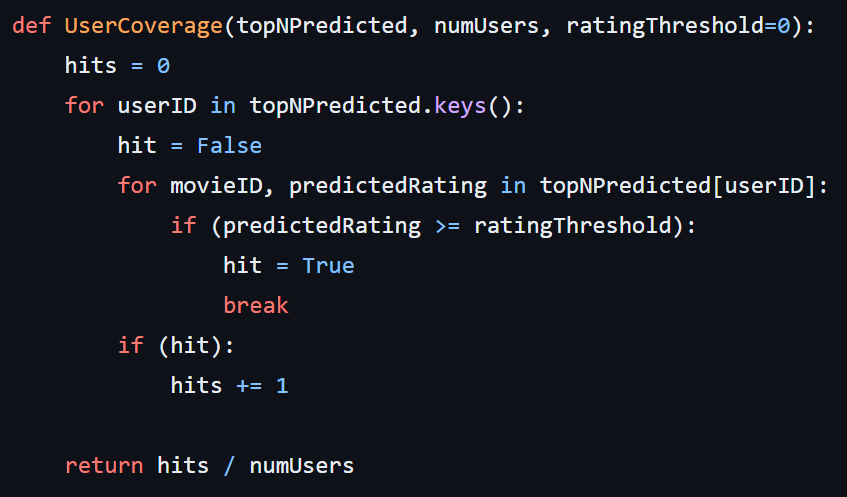 def UserCoverage(topNPredicted, numUsers, ratingThreshold=0):
    hits = 0
    for userID in topNPredicted.keys():
        hit = False
        for movieID, predictedRating in topNPredicted[userID]:
            if (predictedRating >= ratingThreshold):
                hit = True
                break
        if (hit):
            hits += 1

    return hits / numUsers